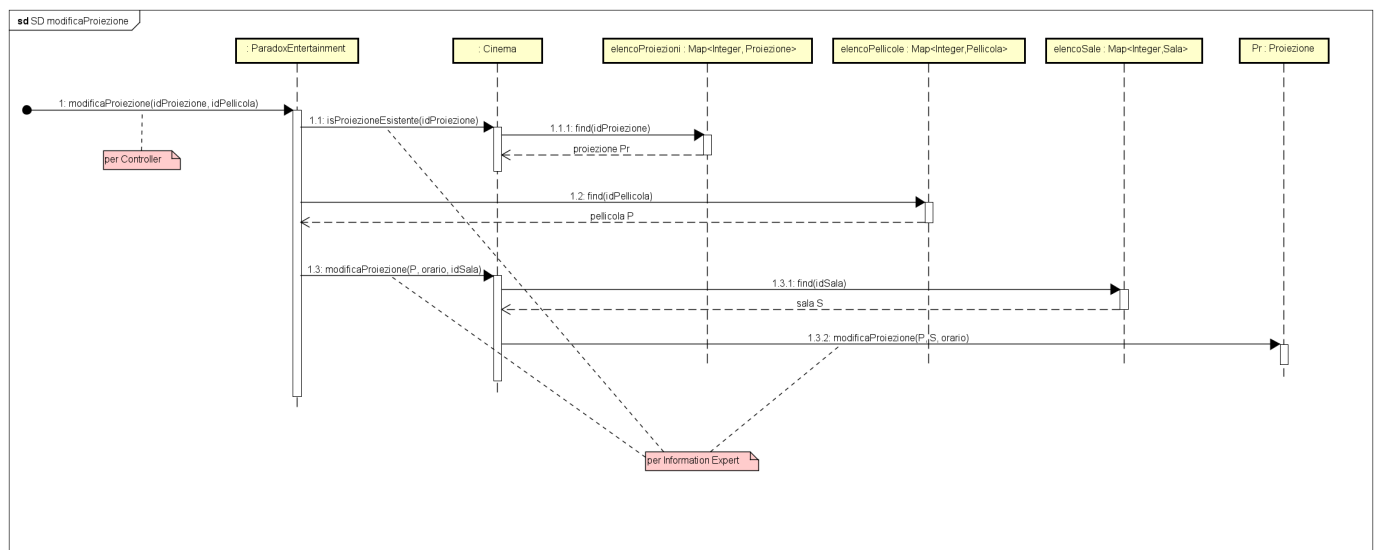 sd SD modificaProiezione
: ParadoxEntertainment
: Cinema
elencoProiezioni : Map<Integer, Proiezione>
elencoPellicole : Map<Integer,Pellicola>
elencoSale : Map<Integer,Sala>
Pr : Proiezione
1: modificaProiezione(idProiezione, idPellicola)
per Controller
1.1: isProiezioneEsistente(idProiezione)
1.1.1: find(idProiezione)
proiezione Pr
1.2: find(idPellicola)
pellicola P
1.3: modificaProiezione(P, orario, idSala)
1.3.1: find(idSala)
sala S
1.3.2: modificaProiezione(P, S, orario)
per Information Expert